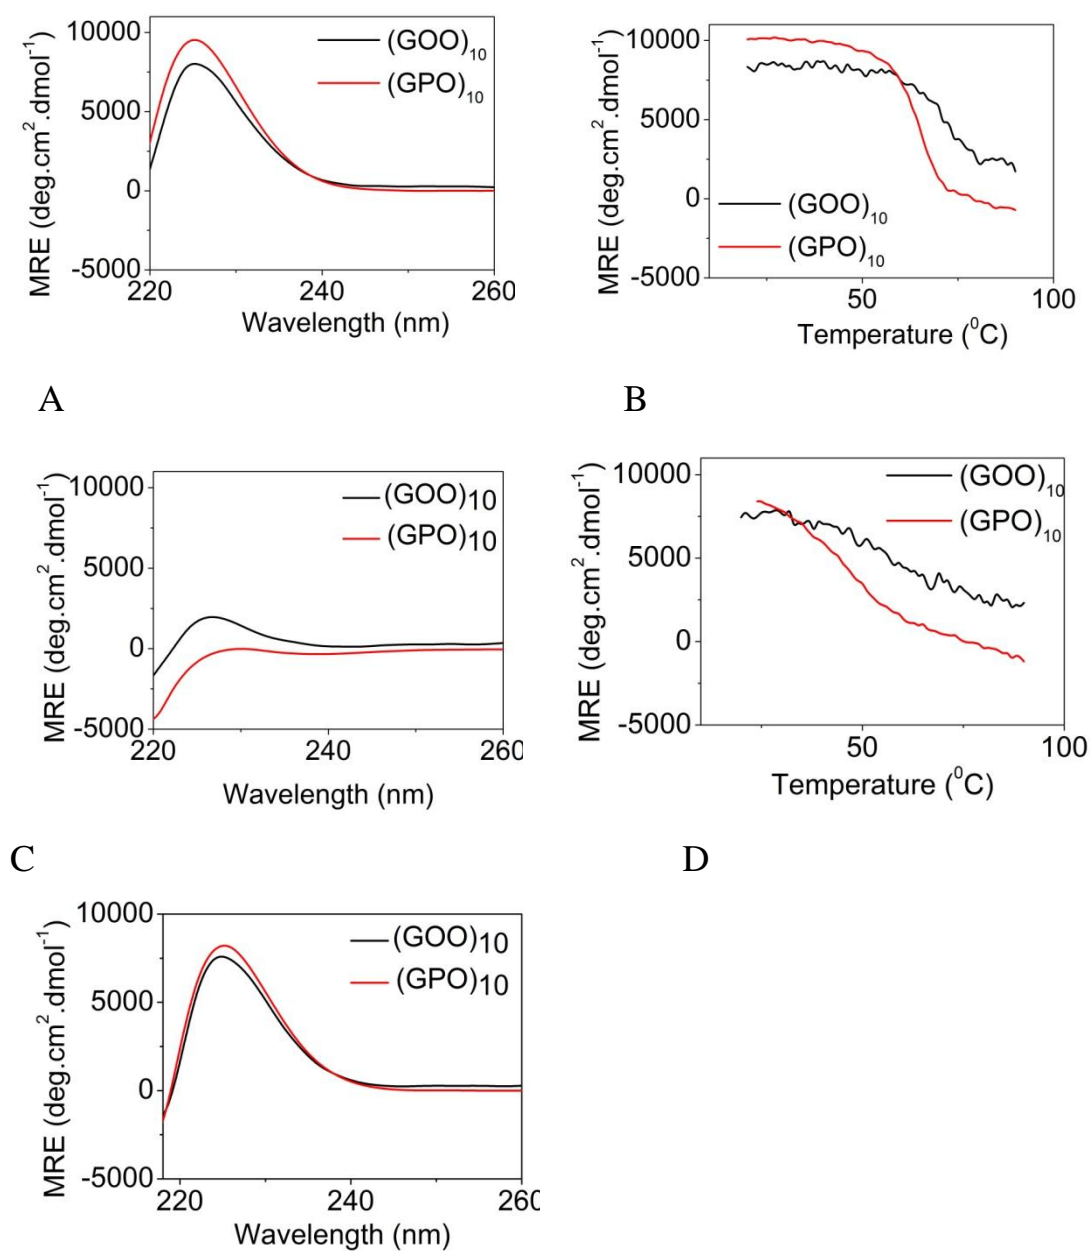 10000
5000
0
-5000
MRE (deg.cm².dmol⁻¹)
(GOO)₁₀
(GPO)₁₀
220
240
260
Wavelength (nm)
A
10000
5000
0
-5000
MRE (deg.cm².dmol⁻¹)
(GOO)₁₀
(GPO)₁₀
50
100
Temperature (⁰C)
B
10000
5000
0
-5000
MRE (deg.cm².dmol⁻¹)
(GOO)10
(GPO)10
220
240
260
Wavelength (nm)
C
10000
5000
0
-5000
MRE (deg.cm².dmol⁻¹)
(GOO)₁₀
(GPO)₁₀
50
100
Temperature (⁰C)
D
10000
5000
0
-5000
MRE (deg.cm².dmol⁻¹)
(GOO)10
(GPO)10
220
240
260
Wavelength (nm)